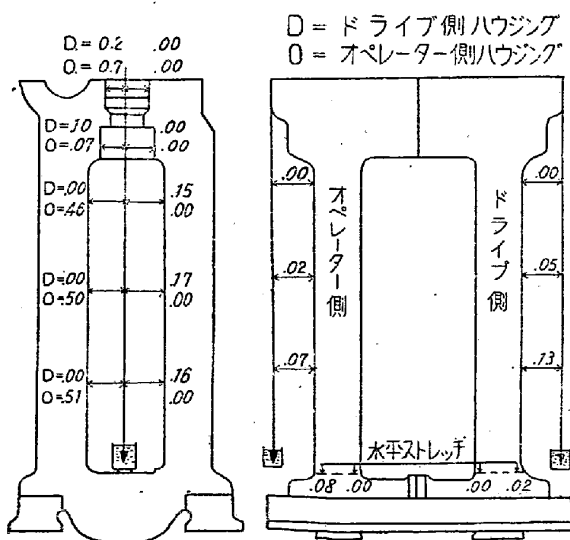 D = ドライブ側ハウジング
O = オペレーター側ハウジング
D = 0.2 .00
O = 0.7 .00
D=.10 .00
O=.07 .00
D=.00 .15
O=.46 .00
D=.00 .17
O=.50 .00
D=.00 .16
O=.51 .00
.00 .00
.02 .05
.07 .13
オペレーター側
ドライブ側
水平ストレッチ
.08 .00 .00 .02